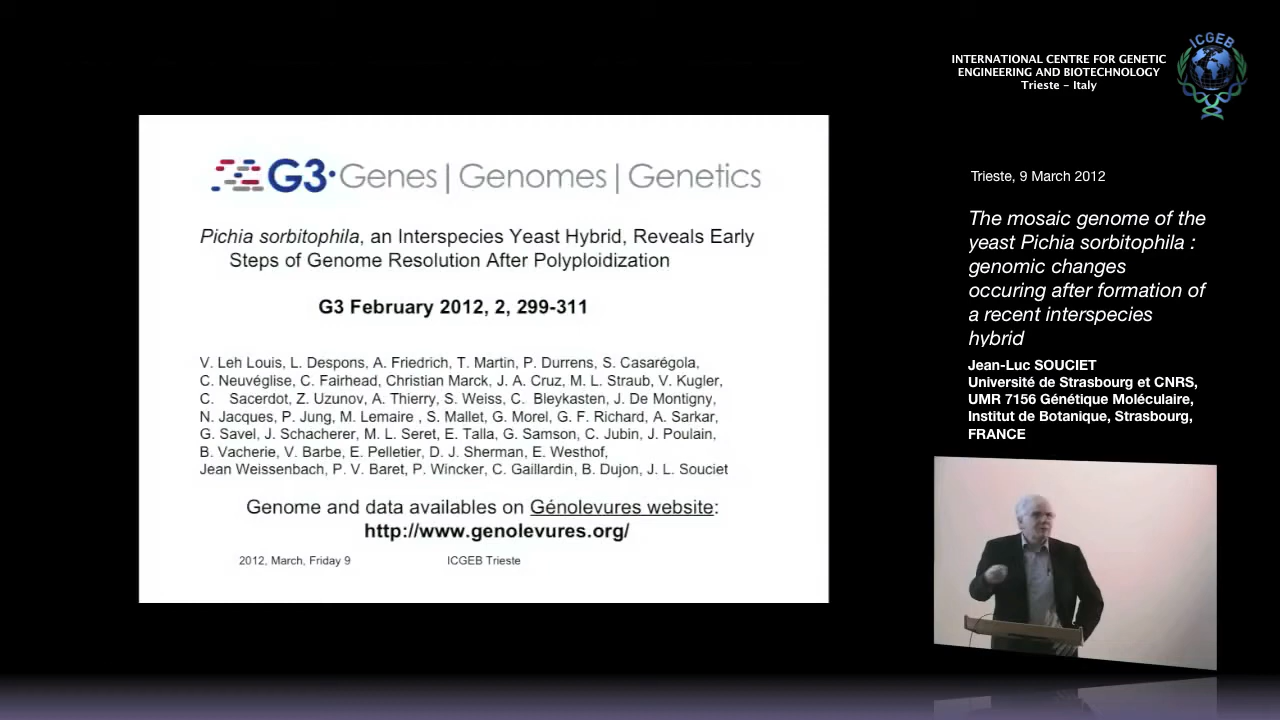 ICGEB
INTERNATIONAL CENTRE FOR GENETIC
ENGINEERING AND BIOTECHNOLOGY
Trieste - Italy
G3·Genes|Genomes|Genetics
Pichia sorbitophila, an Interspecies Yeast Hybrid, Reveals Early
Steps of Genome Resolution After Polyploidization
G3 February 2012, 2, 299-311
V. Leh Louis, L. Despons, A. Friedrich, T. Martin, P. Durrens, S. Casarégola,
C. Neuvéglise, C. Fairhead, Christian Marck, J. A. Cruz, M. L. Straub, V. Kugler,
C. Sacerdot, Z. Uzunov, A. Thierry, S. Weiss, C. Bleykasten, J. De Montigny,
N. Jacques, P. Jung, M. Lemaire , S. Mallet, G. Morel, G. F. Richard, A. Sarkar,
G. Savel, J. Schacherer, M. L. Seret, E. Talla, G. Samson, C. Jubin, J. Poulain,
B. Vacherie, V. Barbe, E. Pelletier, D. J. Sherman, E. Westhof,
Jean Weissenbach, P. V. Baret, P. Wincker, C. Gaillardin, B. Dujon, J. L. Souciet
Genome and data available on Génolevures website:
http://www.genolevures.org/
2012, March, Friday 9 ICGEB Trieste
Trieste, 9 March 2012
The mosaic genome of the
yeast Pichia sorbitophila :
genomic changes
occuring after formation of
a recent interspecies
hybrid
Jean-Luc SOUCIET
Université de Strasbourg et CNRS,
UMR 7156 Génétique Moléculaire,
Institut de Botanique, Strasbourg,
FRANCE